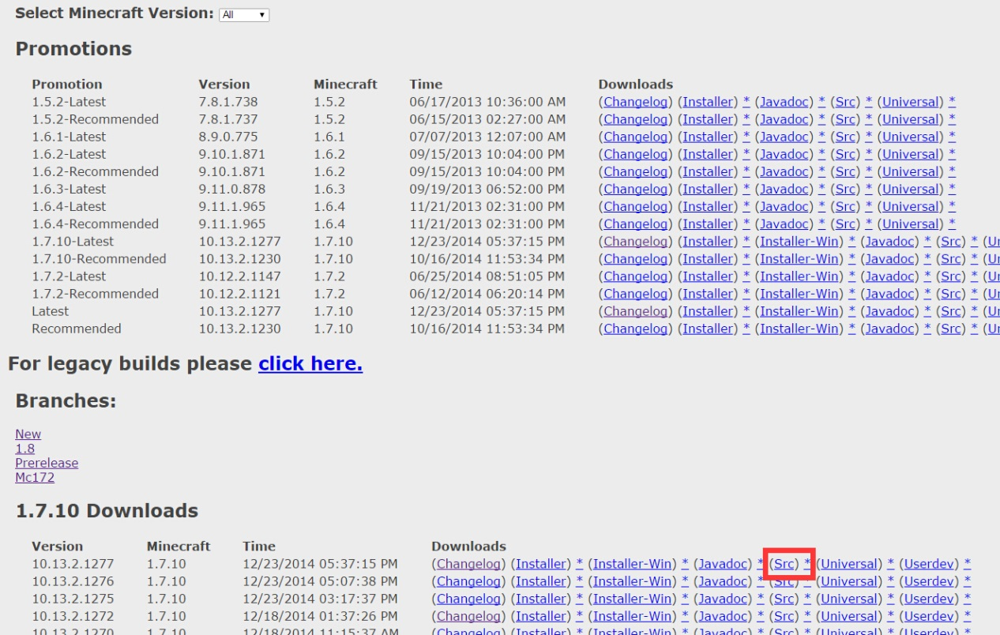 Select Minecraft Version: All
Promotions
Promotion Version Minecraft Time Downloads
1.5.2-Latest 7.8.1.738 1.5.2 06/17/2013 10:36:00 AM (Changelog) (Installer) * (Javadoc) * (Src) * (Universal) *
1.5.2-Recommended 7.8.1.737 1.5.2 06/15/2013 02:27:00 AM (Changelog) (Installer) * (Javadoc) * (Src) * (Universal) *
1.6.1-Latest 8.9.0.775 1.6.1 07/07/2013 12:07:00 AM (Changelog) (Installer) * (Javadoc) * (Src) * (Universal) *
1.6.2-Latest 9.10.1.871 1.6.2 09/15/2013 10:04:00 PM (Changelog) (Installer) * (Javadoc) * (Src) * (Universal) *
1.6.2-Recommended 9.10.1.871 1.6.2 09/15/2013 10:04:00 PM (Changelog) (Installer) * (Javadoc) * (Src) * (Universal) *
1.6.3-Latest 9.11.0.878 1.6.3 09/19/2013 06:52:00 PM (Changelog) (Installer) * (Javadoc) * (Src) * (Universal) *
1.6.4-Latest 9.11.1.965 1.6.4 11/21/2013 02:31:00 PM (Changelog) (Installer) * (Javadoc) * (Src) * (Universal) *
1.6.4-Recommended 9.11.1.965 1.6.4 11/21/2013 02:31:00 PM (Changelog) (Installer) * (Javadoc) * (Src) * (Universal) *
1.7.10-Latest 10.13.2.1277 1.7.10 12/23/2014 05:37:15 PM (Changelog) (Installer) * (Installer-Win) * (Javadoc) * (Src) * (
1.7.10-Recommended 10.13.2.1230 1.7.10 10/16/2014 11:53:34 PM (Changelog) (Installer) * (Installer-Win) * (Javadoc) * (Src) * (
1.7.2-Latest 10.12.2.1147 1.7.2 06/25/2014 08:51:05 PM (Changelog) (Installer) * (Installer-Win) * (Javadoc) * (Src) * (
1.7.2-Recommended 10.12.2.1121 1.7.2 06/12/2014 06:20:14 PM (Changelog) (Installer) * (Installer-Win) * (Javadoc) * (Src) * (
Latest 10.13.2.1277 1.7.10 12/23/2014 05:37:15 PM (Changelog) (Installer) * (Installer-Win) * (Javadoc) * (Src) * (
Recommended 10.13.2.1230 1.7.10 10/16/2014 11:53:34 PM (Changelog) (Installer) * (Installer-Win) * (Javadoc) * (Src) * (
For legacy builds please click here.
Branches:
New
1.8
Prerelease
Mc172
1.7.10 Downloads
Version Minecraft Time Downloads
10.13.2.1277 1.7.10 12/23/2014 05:37:15 PM (Changelog) (Installer) * (Installer-Win) * (Javadoc) * (Src) * (Universal) * (Userdev) *
10.13.2.1276 1.7.10 12/23/2014 05:07:38 PM (Changelog) (Installer) * (Installer-Win) * (Javadoc) * (Src) * (Universal) * (Userdev) *
10.13.2.1275 1.7.10 12/23/2014 03:17:37 PM (Changelog) (Installer) * (Installer-Win) * (Javadoc) * (Src) * (Universal) * (Userdev) *
10.13.2.1272 1.7.10 12/18/2014 01:37:26 PM (Changelog) (Installer) * (Installer-Win) * (Javadoc) * (Src) * (Universal) * (Userdev) *
10.13.2.1270 1.7.10 12/18/2014 11:15:37 AM (Changelog) (Installer) * (Installer-Win) * (Javadoc) * (Src) * (Universal) * (Userdev) *